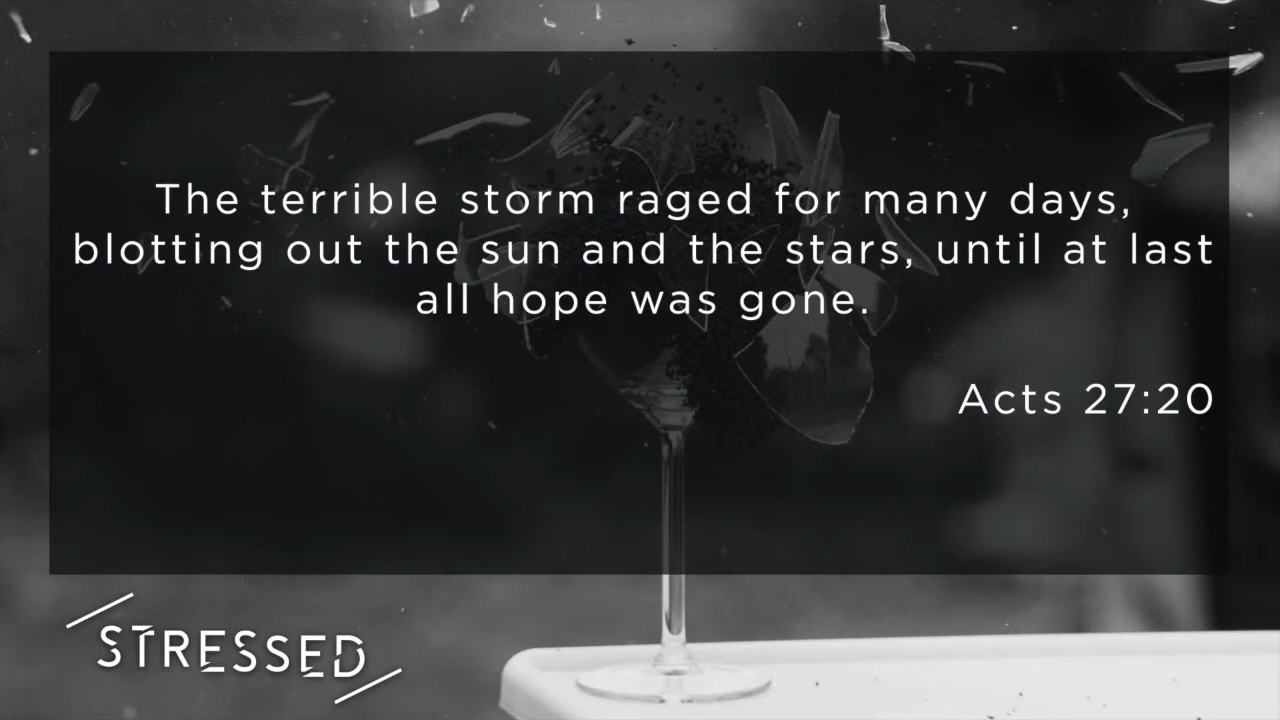 The terrible storm raged for many days,
blotting out the sun and the stars, until at last
all hope was gone.
Acts 27:20
STRESSED